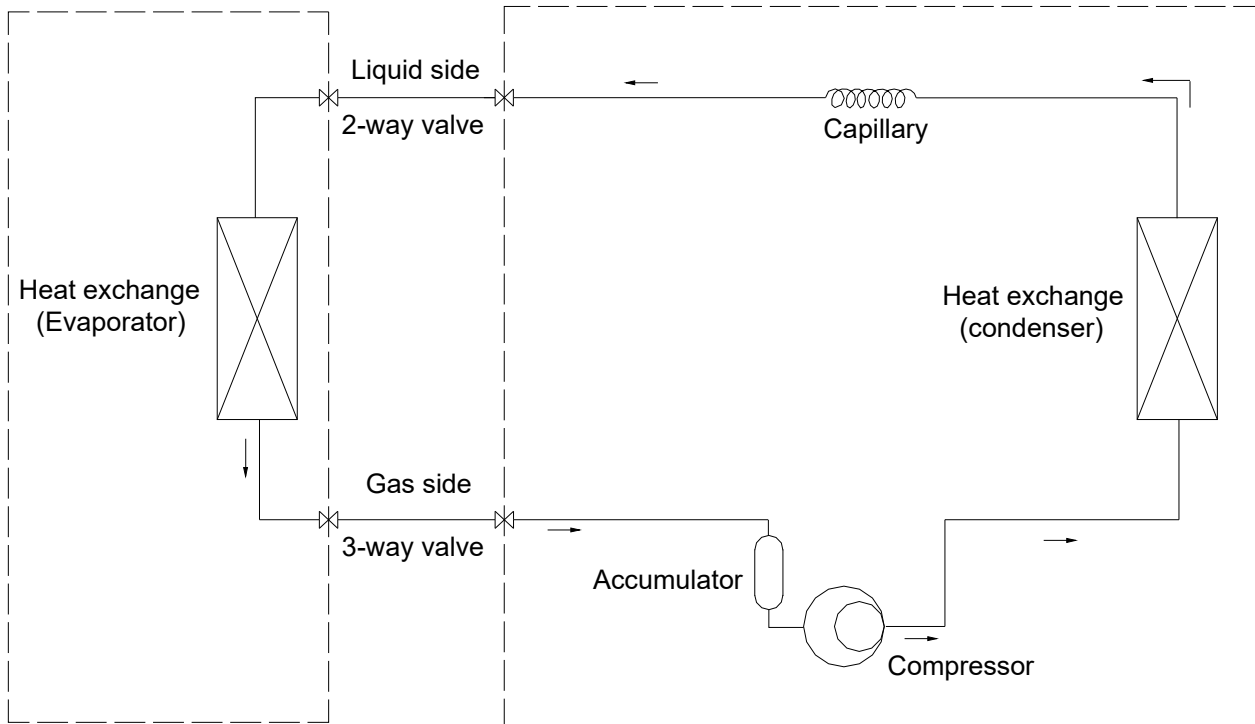 Liquid side
2-way valve
Capillary
Heat exchange
(Evaporator)
Heat exchange
(condenser)
Gas side
3-way valve
Accumulator
Compressor